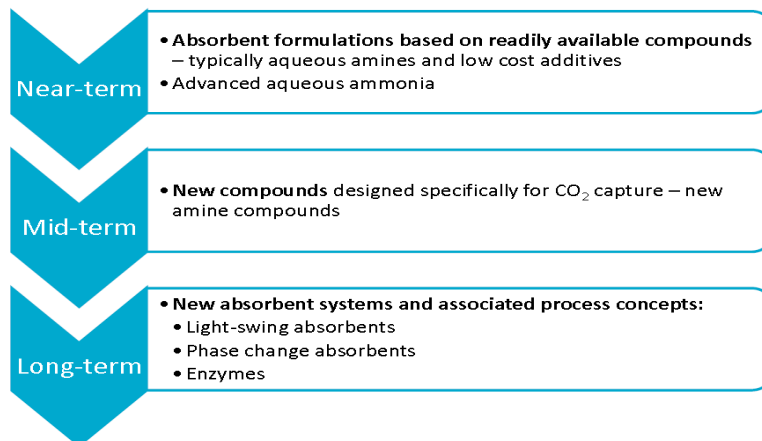 Near-term
• Absorbent formulations based on readily available compounds
– typically aqueous amines and low cost additives
• Advanced aqueous ammonia
Mid-term
• New compounds designed specifically for CO₂ capture – new
amine compounds
Long-term
• New absorbent systems and associated process concepts:
• Light-swing absorbents
• Phase change absorbents
• Enzymes